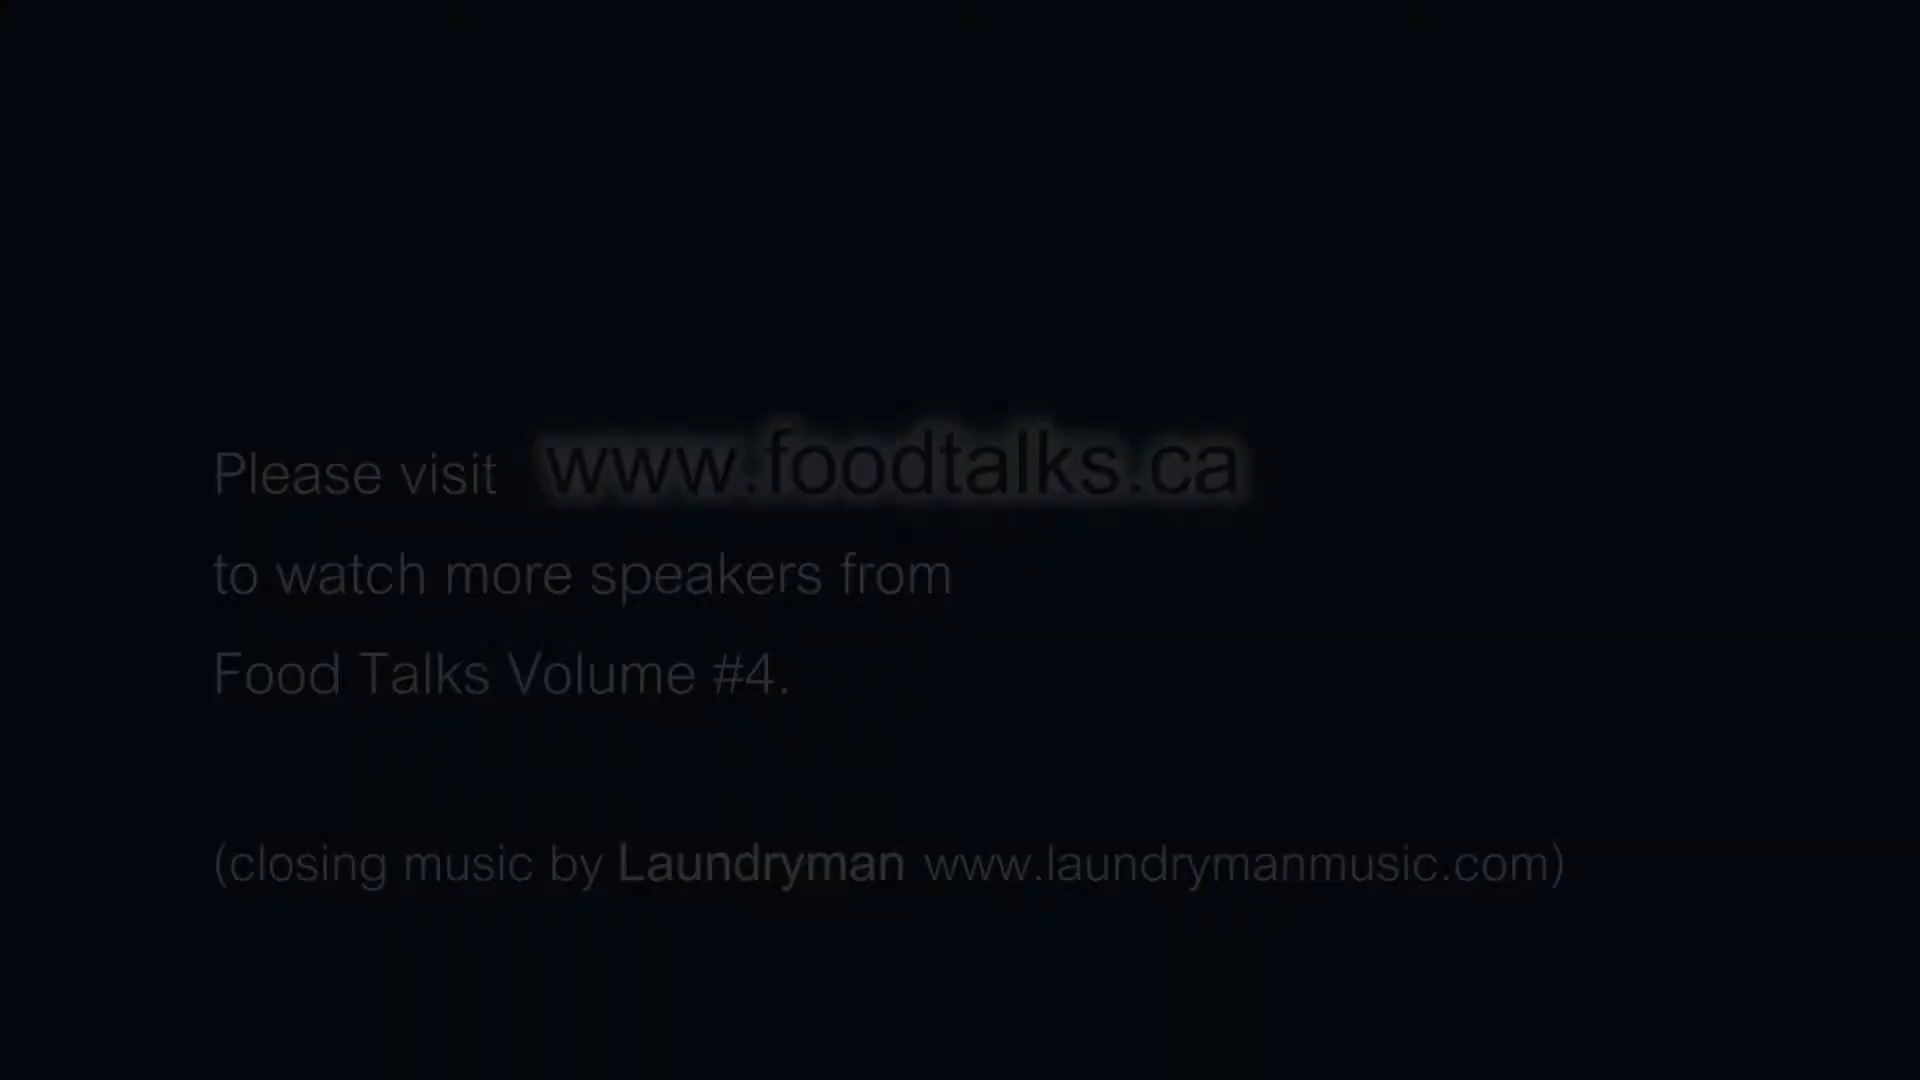 Please visit www.foodtalks.ca
to watch more speakers from
Food Talks Volume #4.
(closing music by Laundryman www.laundrymanmusic.com)